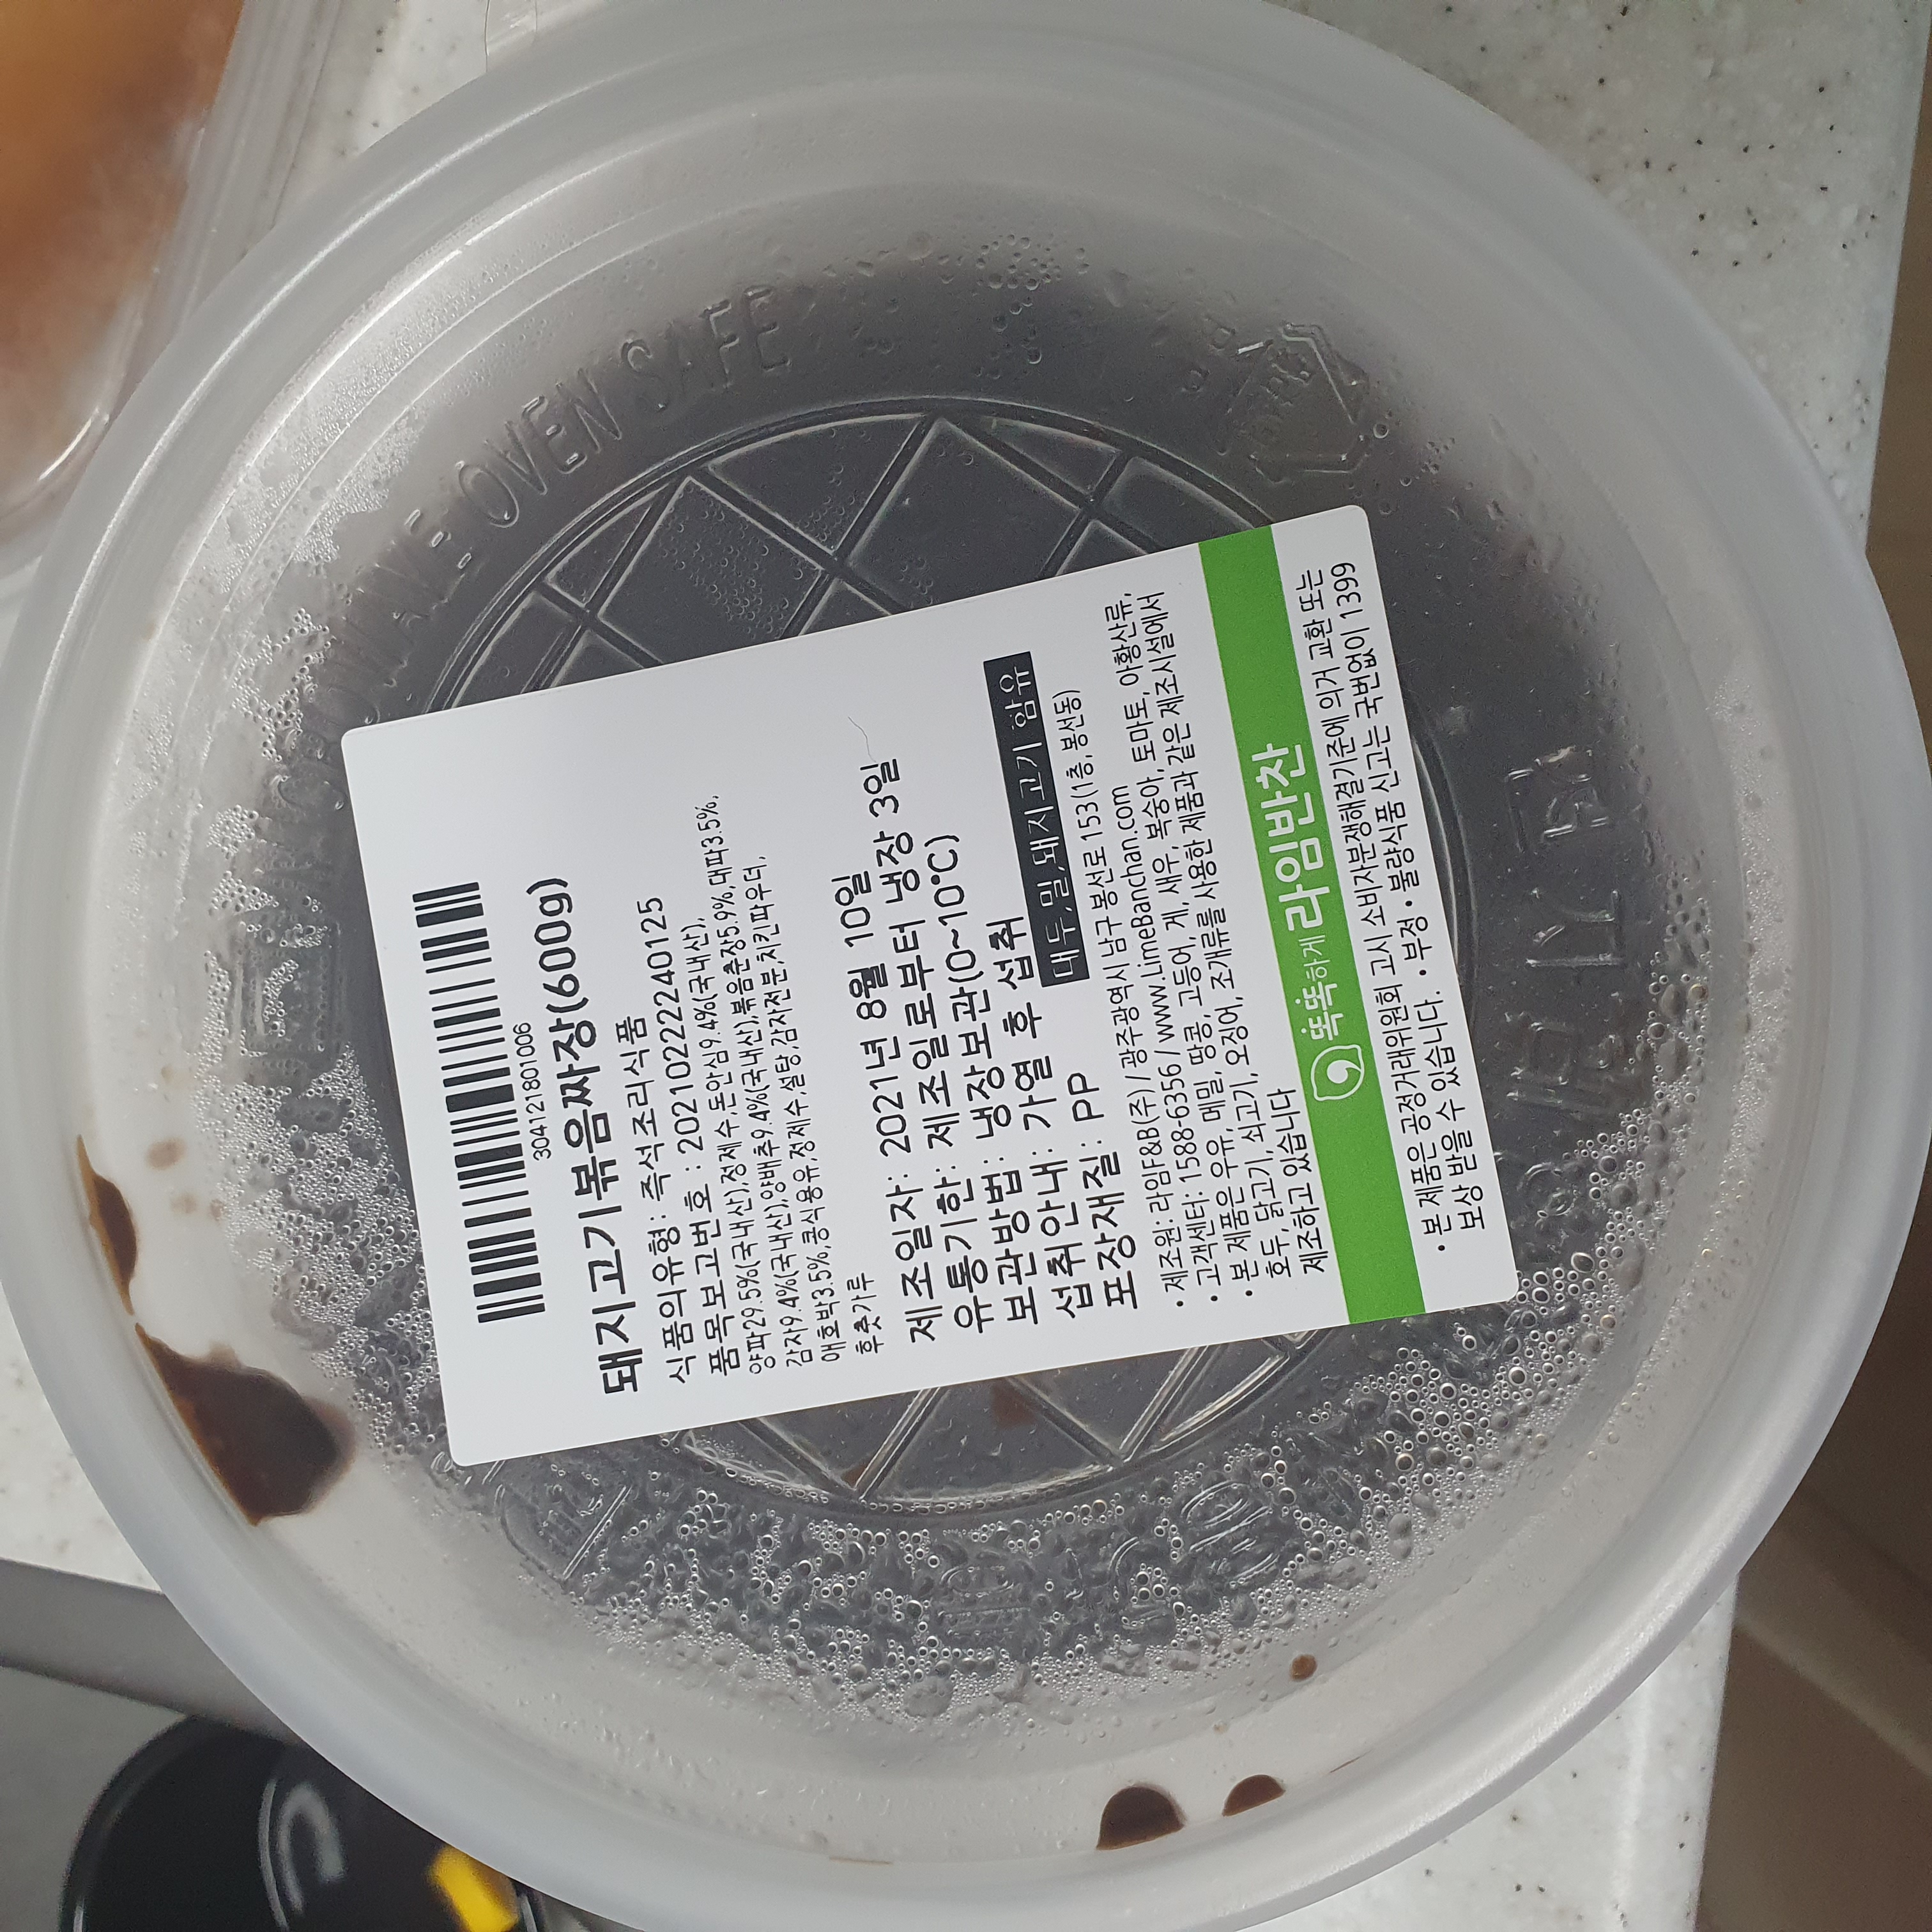 3041218801006
돼지고기볶음짜장(600g)
식품의유형: 즉석조리식품
품목보고번호 : 2021022240125
양파29.5%(국내산),정제수,돈안심9.4%(국내산),
감자9.4%(국내산),양배추9.4%(국내산),볶음춘장5.9%,대파3.5%,
애호박3.5%,콩식용유,정제수,설탕,감자전분,치킨파우더,
후춧가루
제조일자: 2021년 8월 10일
유통기한: 제조일로부터 냉장 3일
보관방법: 냉장보관(0~10°C)
섭취안내: 가열 후 섭취
포장재질: PP
대두,밀,돼지고기 함유
• 제조원: 라임F&B(주) / 광주광역시 남구 봉선로 153(1층, 봉선동)
• 고객센터: 1588-6356 / www.LimeBanchan.com
• 본 제품은 우유, 메밀, 땅콩, 고등어, 게, 새우, 복숭아, 토마토, 아황산류,
호두, 닭고기, 쇠고기, 오징어, 조개류를 사용한 제품과 같은 제조시설에서
제조하고 있습니다
똑똑하게 라임반찬
• 본 제품은 공정거래위원회 고시 소비자분쟁해결기준에 의거 교환 또는
보상 받을 수 있습니다. • 부정 • 불량식품 신고는 국번없이 1399
OVEN SAFE